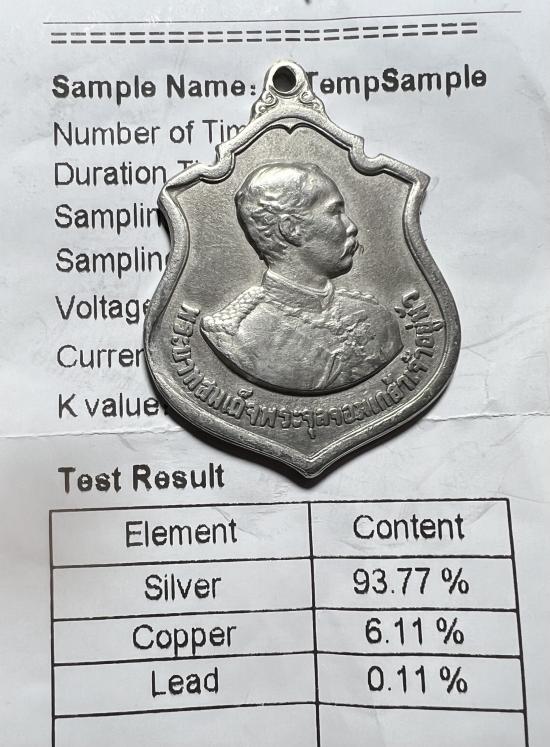 ======================
Sample Name: TempSample
Number of Tim
Duration T
Samplin
Sampling
Voltage
Curren
K value:
พระบาทสมเด็จพระจุลจอมเกล้าเจ้าอยู่หัว
Test Result
Element Content
Silver 93.77 %
Copper 6.11 %
Lead 0.11 %